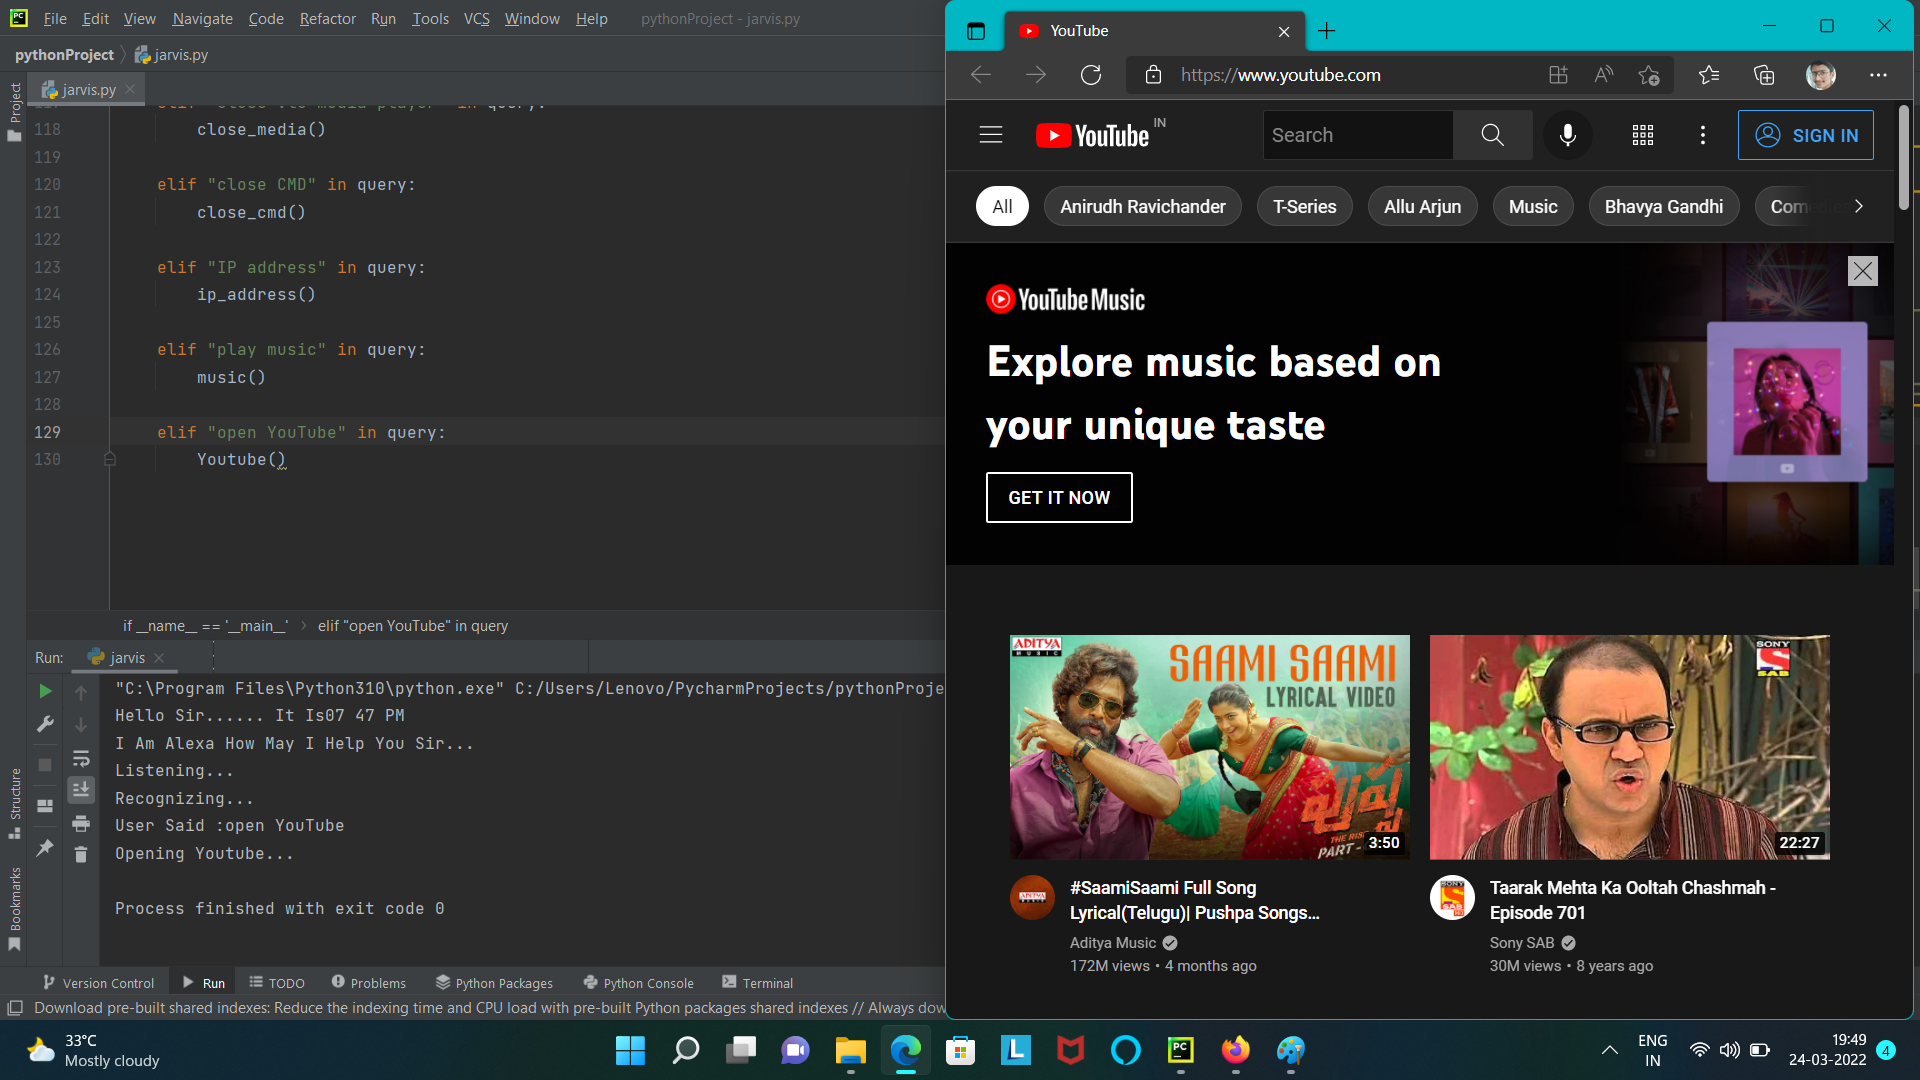 File Edit View Navigate Code Refactor Run Tools VCS Window Help pythonProject - jarvis.py
pythonProject jarvis.py
jarvis.py
Project
118 close_media()
119
120 elif "close CMD" in query:
121 close_cmd()
122
123 elif "IP address" in query:
124 ip_address()
125
126 elif "play music" in query:
127 music()
128
129 elif "open YouTube" in query:
130 Youtube()
if __name__ == '__main__' elif "open YouTube" in query
Run: jarvis
"C:\Program Files\Python310\python.exe" C:/Users/Lenovo/PycharmProjects/pythonProje
Hello Sir...... It Is07 47 PM
I Am Alexa How May I Help You Sir...
Listening...
Recognizing...
User Said :open YouTube
Opening Youtube...
Process finished with exit code 0
Structure
Bookmarks
Version Control Run TODO Problems Python Packages Python Console Terminal
Download pre-built shared indexes: Reduce the indexing time and CPU load with pre-built Python packages shared indexes // Always dow
YouTube
https://www.youtube.com
YouTube IN
Search
SIGN IN
All Anirudh Ravichander T-Series Allu Arjun Music Bhavya Gandhi Com
YouTube Music
Explore music based on
your unique taste
GET IT NOW
ADITYA
MUSIC
SAAMI SAAMI
LYRICAL VIDEO
పుష్ప
THE RIS
PART -
3:50
SONY
SAB
22:27
#SaamiSaami Full Song
Lyrical(Telugu)| Pushpa Songs...
Aditya Music
172M views • 4 months ago
Taarak Mehta Ka Ooltah Chashmah -
Episode 701
Sony SAB
30M views • 8 years ago
33°C
Mostly cloudy
ENG
IN
19:49
24-03-2022
4